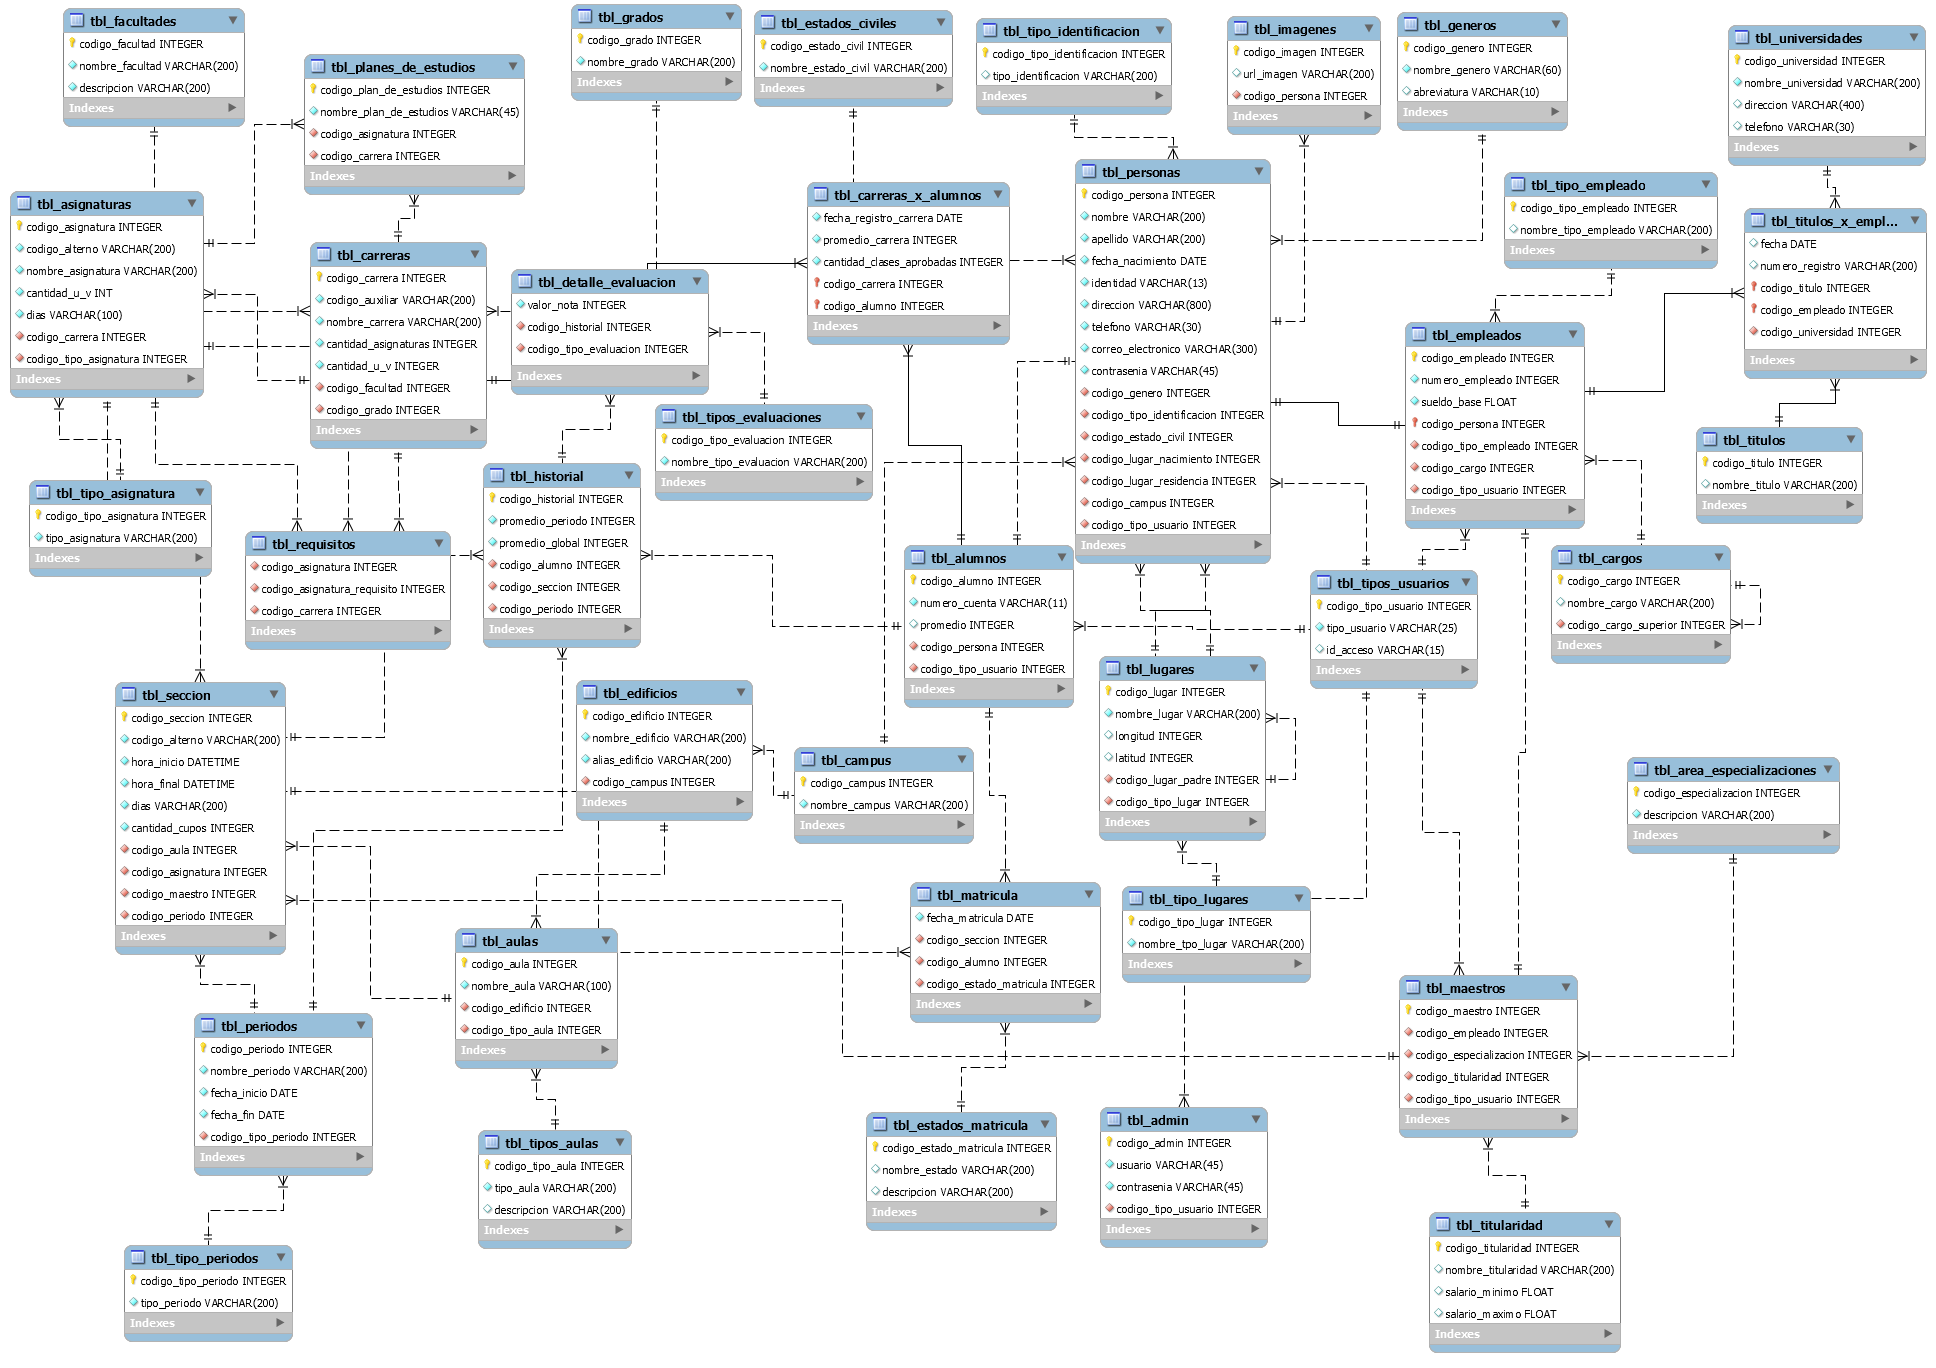 tbl_facultades
codigo_facultad INTEGER
nombre_facultad VARCHAR(200)
descripcion VARCHAR(200)
Indexes
tbl_planes_de_estudios
codigo_plan_de_estudios INTEGER
nombre_plan_de_estudios VARCHAR(45)
codigo_asignatura INTEGER
codigo_carrera INTEGER
Indexes
tbl_grados
codigo_grado INTEGER
nombre_grado VARCHAR(200)
Indexes
tbl_estados_civiles
codigo_estado_civil INTEGER
nombre_estado_civil VARCHAR(200)
Indexes
tbl_tipo_identificacion
codigo_tipo_identificacion INTEGER
tipo_identificacion VARCHAR(200)
Indexes
tbl_imagenes
codigo_imagen INTEGER
url_imagen VARCHAR(200)
codigo_persona INTEGER
Indexes
tbl_generos
codigo_genero INTEGER
nombre_genero VARCHAR(60)
abreviatura VARCHAR(10)
Indexes
tbl_universidades
codigo_universidad INTEGER
nombre_universidad VARCHAR(200)
direccion VARCHAR(400)
telefono VARCHAR(30)
Indexes
tbl_asignaturas
codigo_asignatura INTEGER
codigo_alterno VARCHAR(200)
nombre_asignatura VARCHAR(200)
cantidad_u_v INT
dias VARCHAR(100)
codigo_carrera INTEGER
codigo_tipo_asignatura INTEGER
Indexes
tbl_carreras
codigo_carrera INTEGER
codigo_auxiliar VARCHAR(200)
nombre_carrera VARCHAR(200)
cantidad_asignaturas INTEGER
cantidad_u_v INTEGER
codigo_facultad INTEGER
codigo_grado INTEGER
Indexes
tbl_detalle_evaluacion
valor_nota INTEGER
codigo_historial INTEGER
codigo_tipo_evaluacion INTEGER
Indexes
tbl_carreras_x_alumnos
fecha_registro_carrera DATE
promedio_carrera INTEGER
cantidad_clases_aprobadas INTEGER
codigo_carrera INTEGER
codigo_alumno INTEGER
Indexes
tbl_personas
codigo_persona INTEGER
nombre VARCHAR(200)
apellido VARCHAR(200)
fecha_nacimiento DATE
identidad VARCHAR(13)
direccion VARCHAR(800)
telefono VARCHAR(30)
correo_electronico VARCHAR(300)
contrasenia VARCHAR(45)
codigo_genero INTEGER
codigo_tipo_identificacion INTEGER
codigo_estado_civil INTEGER
codigo_lugar_nacimiento INTEGER
codigo_lugar_residencia INTEGER
codigo_campus INTEGER
codigo_tipo_usuario INTEGER
Indexes
tbl_tipo_empleado
codigo_tipo_empleado INTEGER
nombre_tipo_empleado VARCHAR(200)
Indexes
tbl_titulos_x_empl...
fecha DATE
numero_registro VARCHAR(200)
codigo_titulo INTEGER
codigo_empleado INTEGER
codigo_universidad INTEGER
Indexes
tbl_empleados
codigo_empleado INTEGER
numero_empleado INTEGER
sueldo_base FLOAT
codigo_persona INTEGER
codigo_tipo_empleado INTEGER
codigo_cargo INTEGER
codigo_tipo_usuario INTEGER
Indexes
tbl_titulos
codigo_titulo INTEGER
nombre_titulo VARCHAR(200)
Indexes
tbl_tipos_evaluaciones
codigo_tipo_evaluacion INTEGER
nombre_tipo_evaluacion VARCHAR(200)
Indexes
tbl_tipo_asignatura
codigo_tipo_asignatura INTEGER
tipo_asignatura VARCHAR(200)
Indexes
tbl_requisitos
codigo_asignatura INTEGER
codigo_asignatura_requisito INTEGER
codigo_carrera INTEGER
Indexes
tbl_historial
codigo_historial INTEGER
promedio_periodo INTEGER
promedio_global INTEGER
codigo_alumno INTEGER
codigo_seccion INTEGER
codigo_periodo INTEGER
Indexes
tbl_alumnos
codigo_alumno INTEGER
numero_cuenta VARCHAR(11)
promedio INTEGER
codigo_persona INTEGER
codigo_tipo_usuario INTEGER
Indexes
tbl_tipos_usuarios
codigo_tipo_usuario INTEGER
tipo_usuario VARCHAR(25)
id_acceso VARCHAR(15)
Indexes
tbl_cargos
codigo_cargo INTEGER
nombre_cargo VARCHAR(200)
codigo_cargo_superior INTEGER
Indexes
tbl_seccion
codigo_seccion INTEGER
codigo_alterno VARCHAR(200)
hora_inicio DATETIME
hora_final DATETIME
dias VARCHAR(200)
cantidad_cupos INTEGER
codigo_aula INTEGER
codigo_asignatura INTEGER
codigo_maestro INTEGER
codigo_periodo INTEGER
Indexes
tbl_edificios
codigo_edificio INTEGER
nombre_edificio VARCHAR(200)
alias_edificio VARCHAR(200)
codigo_campus INTEGER
Indexes
tbl_campus
codigo_campus INTEGER
nombre_campus VARCHAR(200)
Indexes
tbl_lugares
codigo_lugar INTEGER
nombre_lugar VARCHAR(200)
longitud INTEGER
latitud INTEGER
codigo_lugar_padre INTEGER
codigo_tipo_lugar INTEGER
Indexes
tbl_area_especializaciones
codigo_especializacion INTEGER
descripcion VARCHAR(200)
Indexes
tbl_matricula
fecha_matricula DATE
codigo_seccion INTEGER
codigo_alumno INTEGER
codigo_estado_matricula INTEGER
Indexes
tbl_tipo_lugares
codigo_tipo_lugar INTEGER
nombre_tpo_lugar VARCHAR(200)
Indexes
tbl_aulas
codigo_aula INTEGER
nombre_aula VARCHAR(100)
codigo_edificio INTEGER
codigo_tipo_aula INTEGER
Indexes
tbl_maestros
codigo_maestro INTEGER
codigo_empleado INTEGER
codigo_especializacion INTEGER
codigo_titularidad INTEGER
codigo_tipo_usuario INTEGER
Indexes
tbl_periodos
codigo_periodo INTEGER
nombre_periodo VARCHAR(200)
fecha_inicio DATE
fecha_fin DATE
codigo_tipo_periodo INTEGER
Indexes
tbl_tipos_aulas
codigo_tipo_aula INTEGER
tipo_aula VARCHAR(200)
descripcion VARCHAR(200)
Indexes
tbl_estados_matricula
codigo_estado_matricula INTEGER
nombre_estado VARCHAR(200)
descripcion VARCHAR(200)
Indexes
tbl_admin
codigo_admin INTEGER
usuario VARCHAR(45)
contrasenia VARCHAR(45)
codigo_tipo_usuario INTEGER
Indexes
tbl_titularidad
codigo_titularidad INTEGER
nombre_titularidad VARCHAR(200)
salario_minimo FLOAT
salario_maximo FLOAT
Indexes
tbl_tipo_periodos
codigo_tipo_periodo INTEGER
tipo_periodo VARCHAR(200)
Indexes